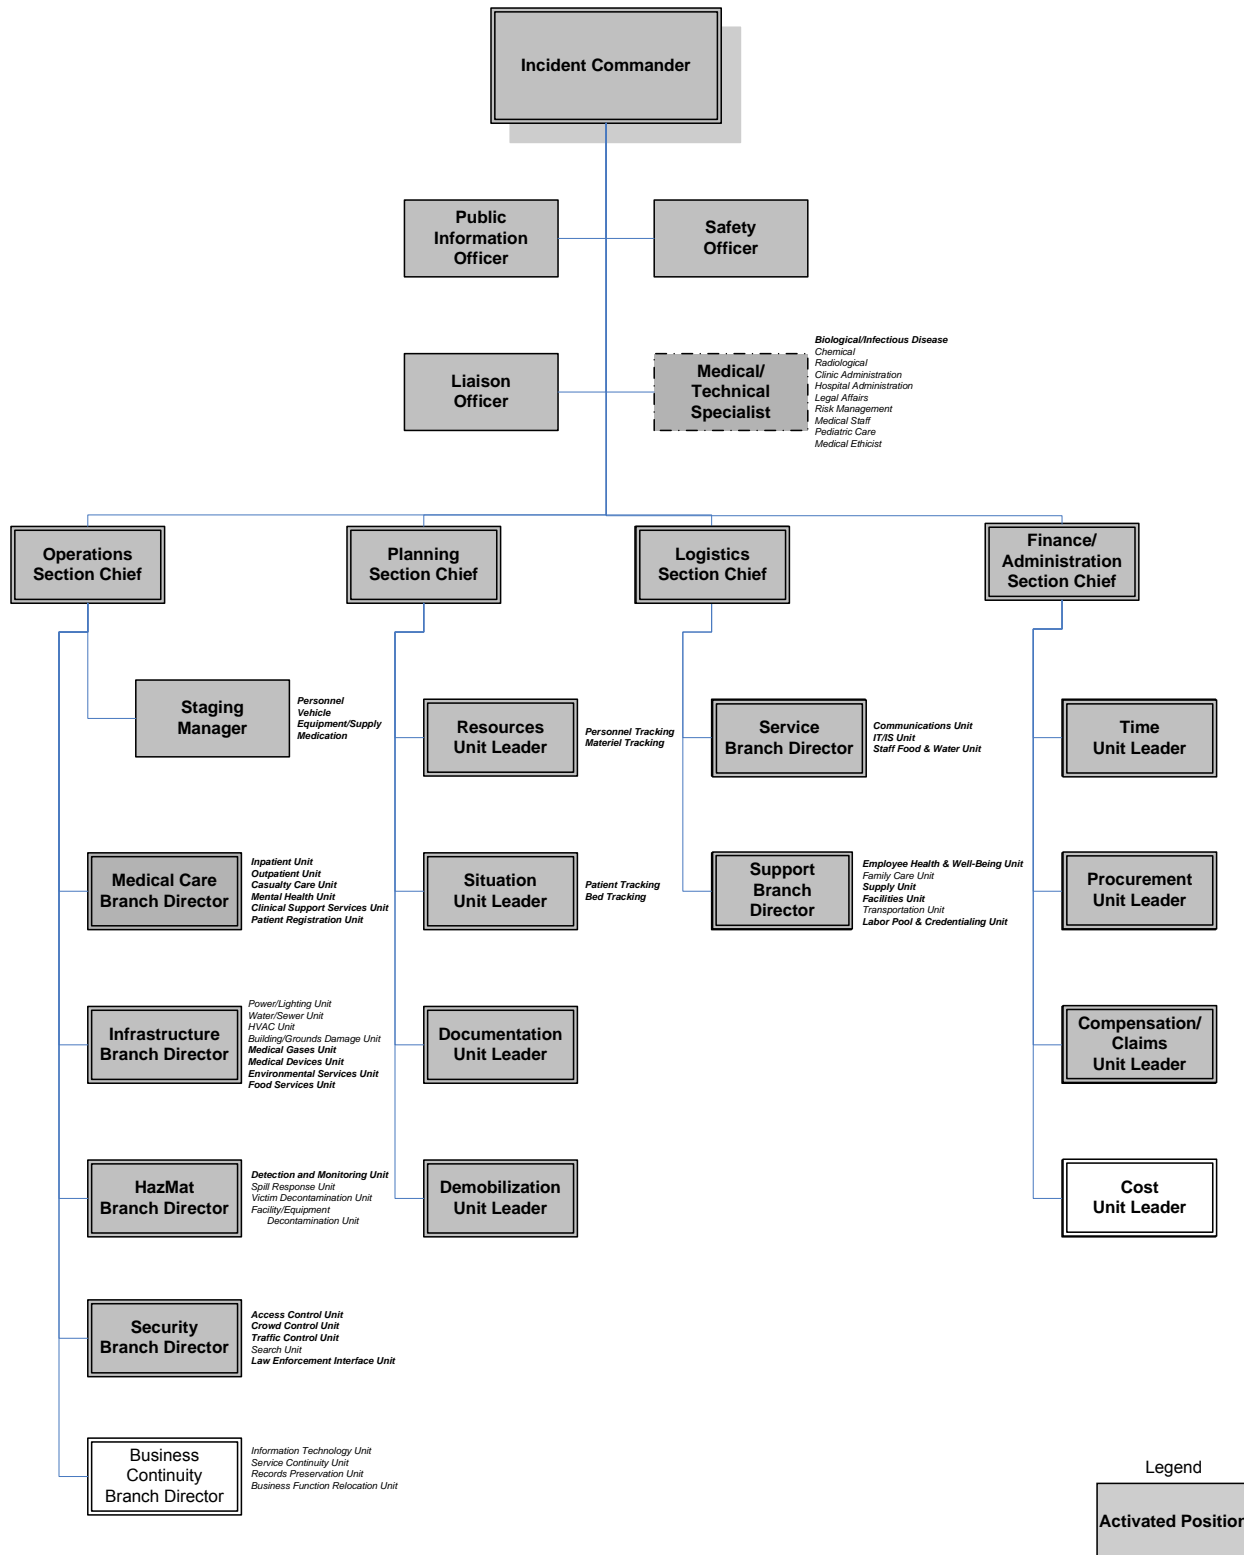 Incident Commander
Public
Information
Officer
Safety
Officer
Liaison
Officer
Medical/
Technical
Specialist
Biological/Infectious Disease
Chemical
Radiological
Clinic Administration
Hospital Administration
Legal Affairs
Risk Management
Medical Staff
Pediatric Care
Medical Ethicist
Operations
Section Chief
Planning
Section Chief
Logistics
Section Chief
Finance/
Administration
Section Chief
Staging
Manager
Personnel
Vehicle
Equipment/Supply
Medication
Resources
Unit Leader
Personnel Tracking
Materiel Tracking
Service
Branch Director
Communications Unit
IT/IS Unit
Staff Food & Water Unit
Time
Unit Leader
Medical Care
Branch Director
Inpatient Unit
Outpatient Unit
Casualty Care Unit
Mental Health Unit
Clinical Support Services Unit
Patient Registration Unit
Situation
Unit Leader
Patient Tracking
Bed Tracking
Support
Branch
Director
Employee Health & Well-Being Unit
Family Care Unit
Supply Unit
Facilities Unit
Transportation Unit
Labor Pool & Credentialing Unit
Procurement
Unit Leader
Infrastructure
Branch Director
Power/Lighting Unit
Water/Sewer Unit
HVAC Unit
Building/Grounds Damage Unit
Medical Gases Unit
Medical Devices Unit
Environmental Services Unit
Food Services Unit
Documentation
Unit Leader
Compensation/
Claims
Unit Leader
HazMat
Branch Director
Detection and Monitoring Unit
Spill Response Unit
Victim Decontamination Unit
Facility/Equipment
Decontamination Unit
Demobilization
Unit Leader
Cost
Unit Leader
Security
Branch Director
Access Control Unit
Crowd Control Unit
Traffic Control Unit
Search Unit
Law Enforcement Interface Unit
Business
Continuity
Branch Director
Information Technology Unit
Service Continuity Unit
Records Preservation Unit
Business Function Relocation Unit
Legend
Activated Position